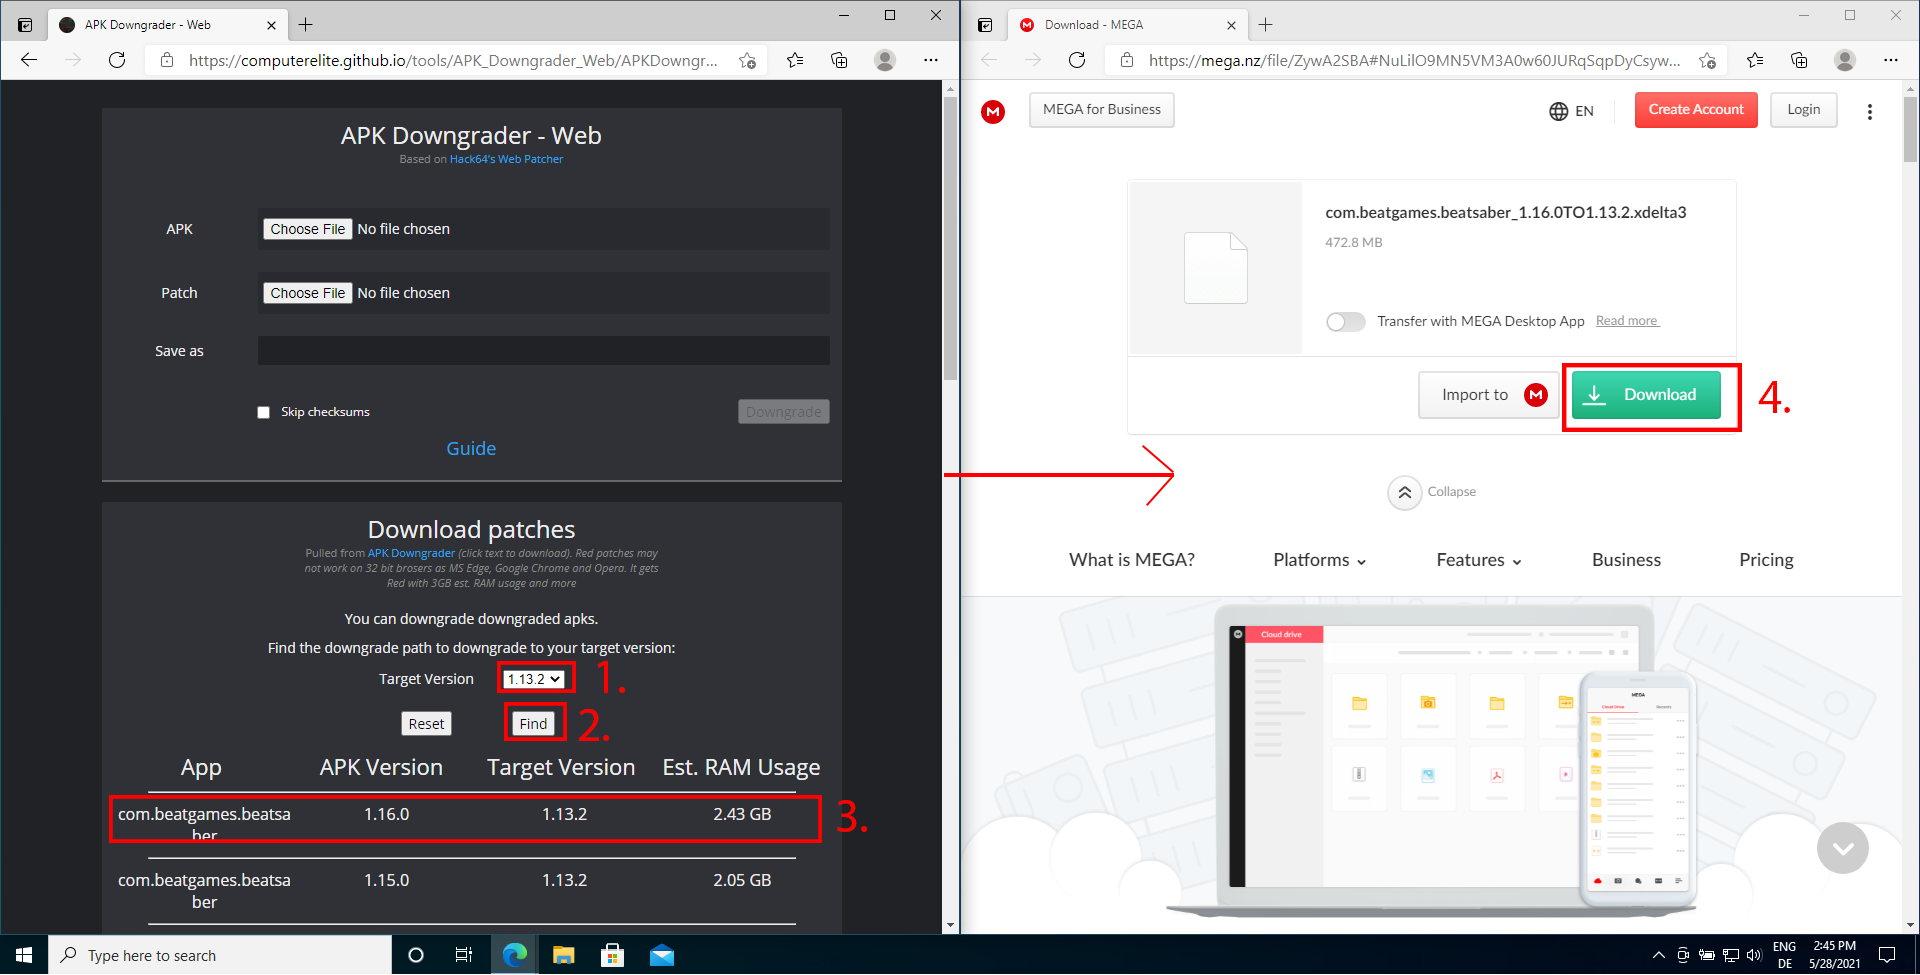 APK Downgrader - Web
https://computerelite.github.io/tools/APK_Downgrader_Web/APKDowngr...
APK Downgrader - Web
Based on Hack64's Web Patcher
APK
Choose File No file chosen
Patch
Choose File No file chosen
Save as
Skip checksums
Downgrade
Guide
Download patches
Pulled from APK Downgrader (click text to download). Red patches may
not work on 32 bit brosers as MS Edge, Google Chrome and Opera. It gets
Red with 3GB est. RAM usage and more
You can downgrade downgraded apks.
Find the downgrade path to downgrade to your target version:
Target Version 1.13.2 1.
Reset Find 2.
App APK Version Target Version Est. RAM Usage
com.beatgames.beatsa 1.16.0 1.13.2 2.43 GB 3.
ber
com.beatgames.beatsa 1.15.0 1.13.2 2.05 GB
ber
Download - MEGA
https://mega.nz/file/ZywA2SBA#NuLilO9MN5VM3A0w60JURqSqpDyCsyw...
M MEGA for Business
EN
Create Account
Login
com.beatgames.beatsaber_1.16.0TO1.13.2.xdelta3
472.8 MB
Transfer with MEGA Desktop App Read more
Import to M
Download 4.
Collapse
What is MEGA? Platforms Features Business Pricing
Cloud drive
MEGA
Cloud Drive Recents
Type here to search
ENG
DE
2:45 PM
5/28/2021